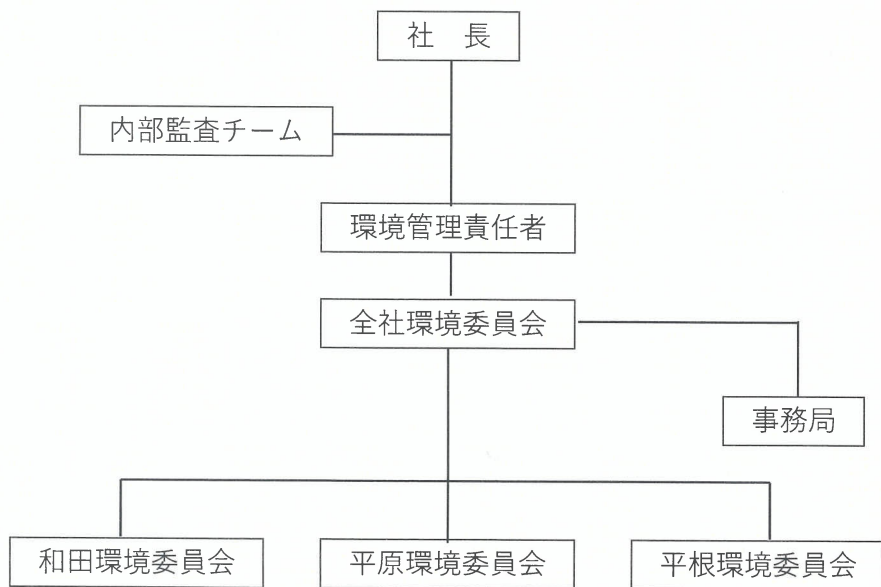 社　長
内部監査チーム
環境管理責任者
全社環境委員会
事務局
和田環境委員会
平原環境委員会
平根環境委員会